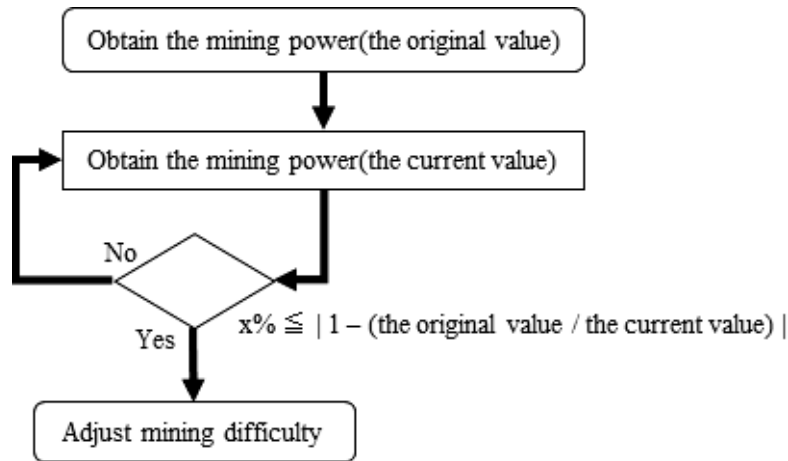 Obtain the mining power(the original value)
Obtain the mining power(the current value)
No
x% ≦ | 1 – (the original value / the current value) |
Yes
Adjust mining difficulty